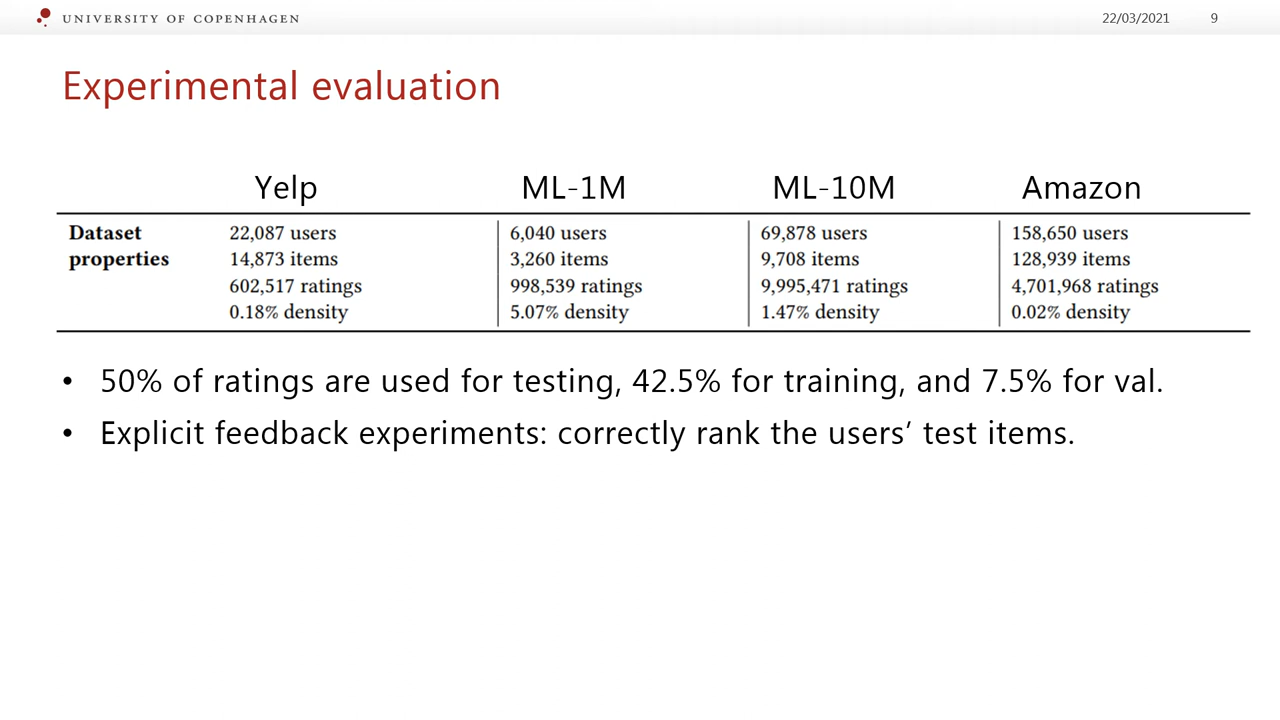 UNIVERSITY OF COPENHAGEN 22/03/2021 9
Experimental evaluation
Yelp ML-1M ML-10M Amazon
Dataset 22,087 users 6,040 users 69,878 users 158,650 users
properties 14,873 items 3,260 items 9,708 items 128,939 items
602,517 ratings 998,539 ratings 9,995,471 ratings 4,701,968 ratings
0.18% density 5.07% density 1.47% density 0.02% density
• 50% of ratings are used for testing, 42.5% for training, and 7.5% for val.
• Explicit feedback experiments: correctly rank the users’ test items.